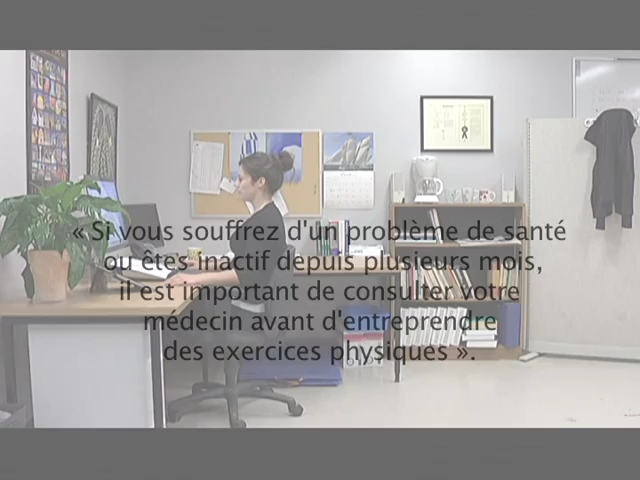 « Si vous souffrez d'un problème de santé
ou êtes inactif depuis plusieurs mois,
il est important de consulter votre
médecin avant d'entreprendre
des exercices physiques ».